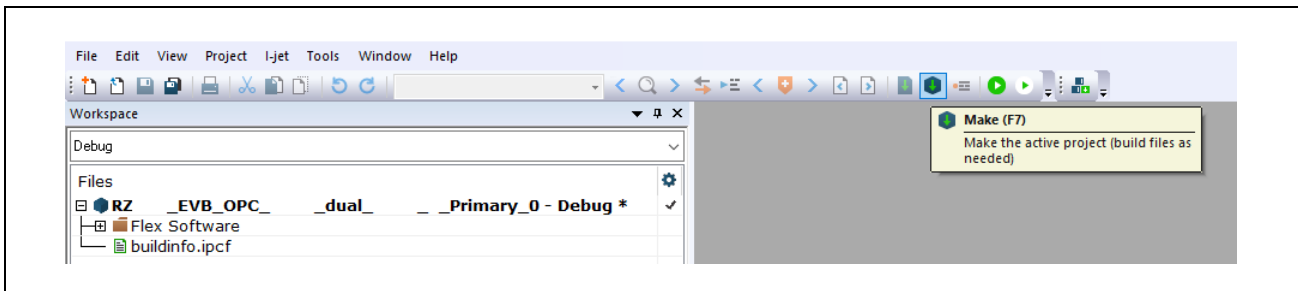 File Edit View Project I-jet Tools Window Help
Workspace
Debug
Files
RZ _EVB_OPC_ _dual_ _ _Primary_0 - Debug *
Flex Software
buildinfo.ipcf
Make (F7)
Make the active project (build files as
needed)